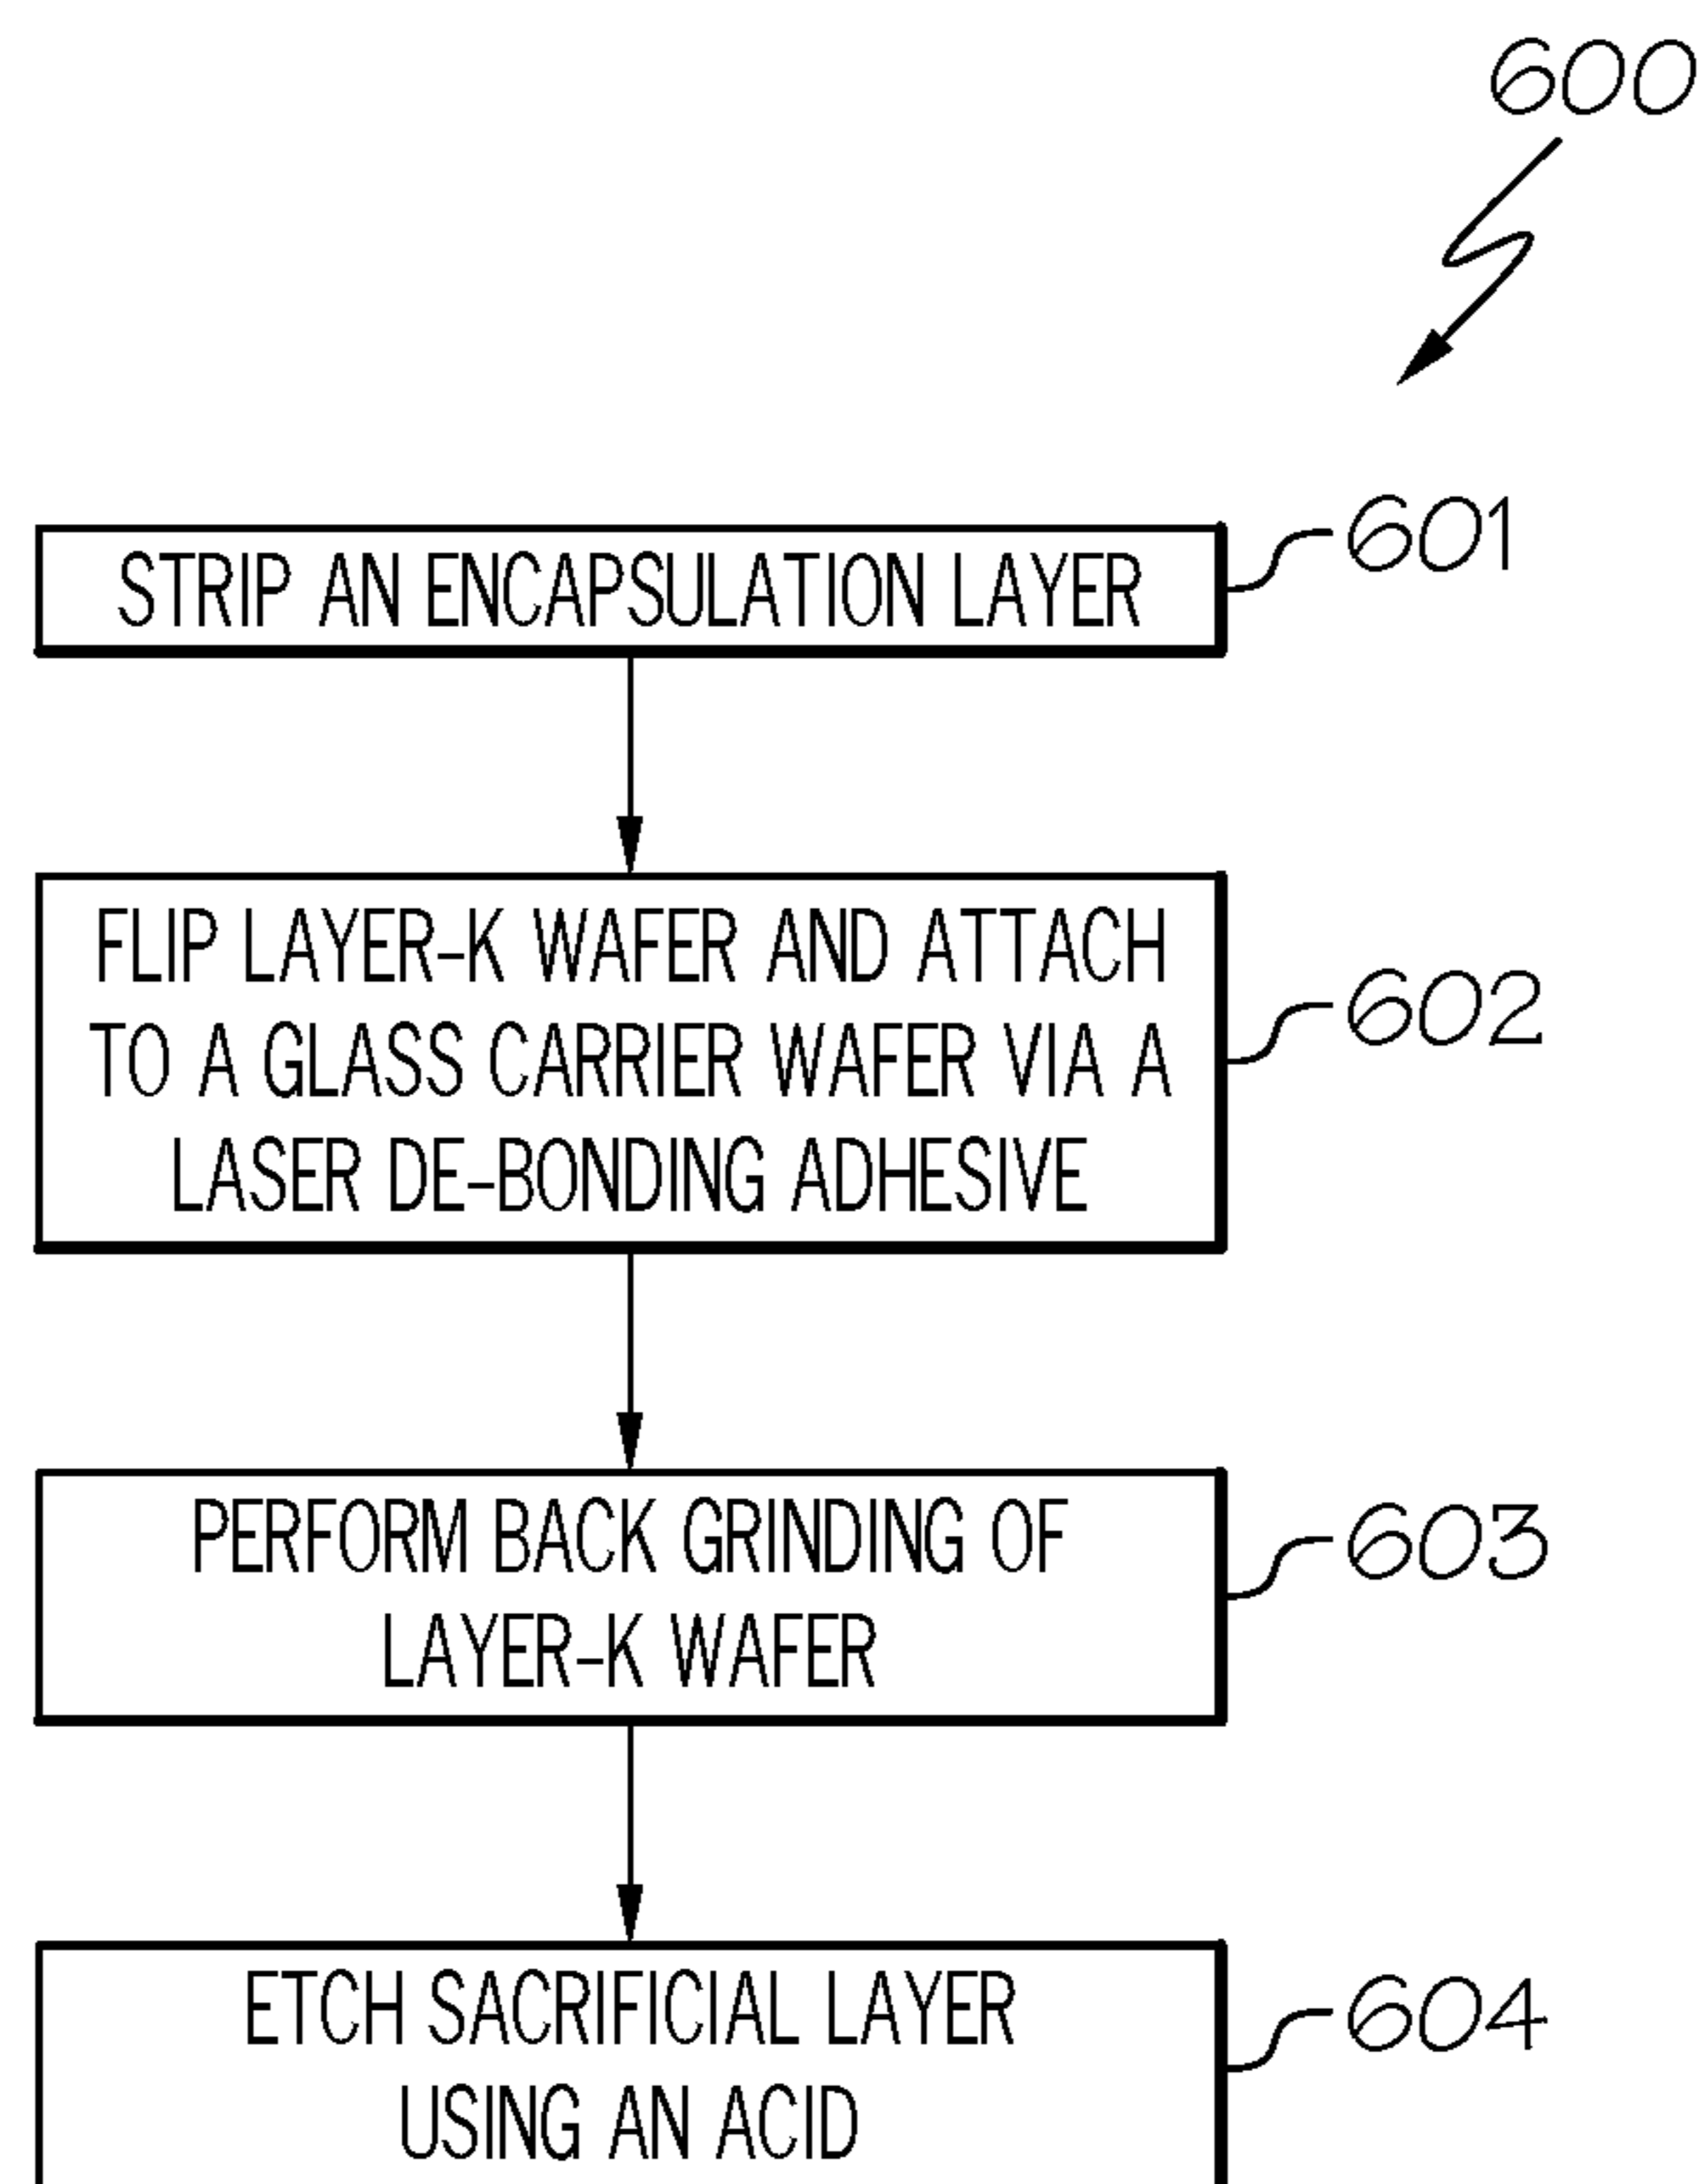 600
STRIP AN ENCAPSULATION LAYER
601
FLIP LAYER-K WAFER AND ATTACH
TO A GLASS CARRIER WAFER VIA A
LASER DE-BONDING ADHESIVE
602
PERFORM BACK GRINDING OF
LAYER-K WAFER
603
ETCH SACRIFICIAL LAYER
USING AN ACID
604